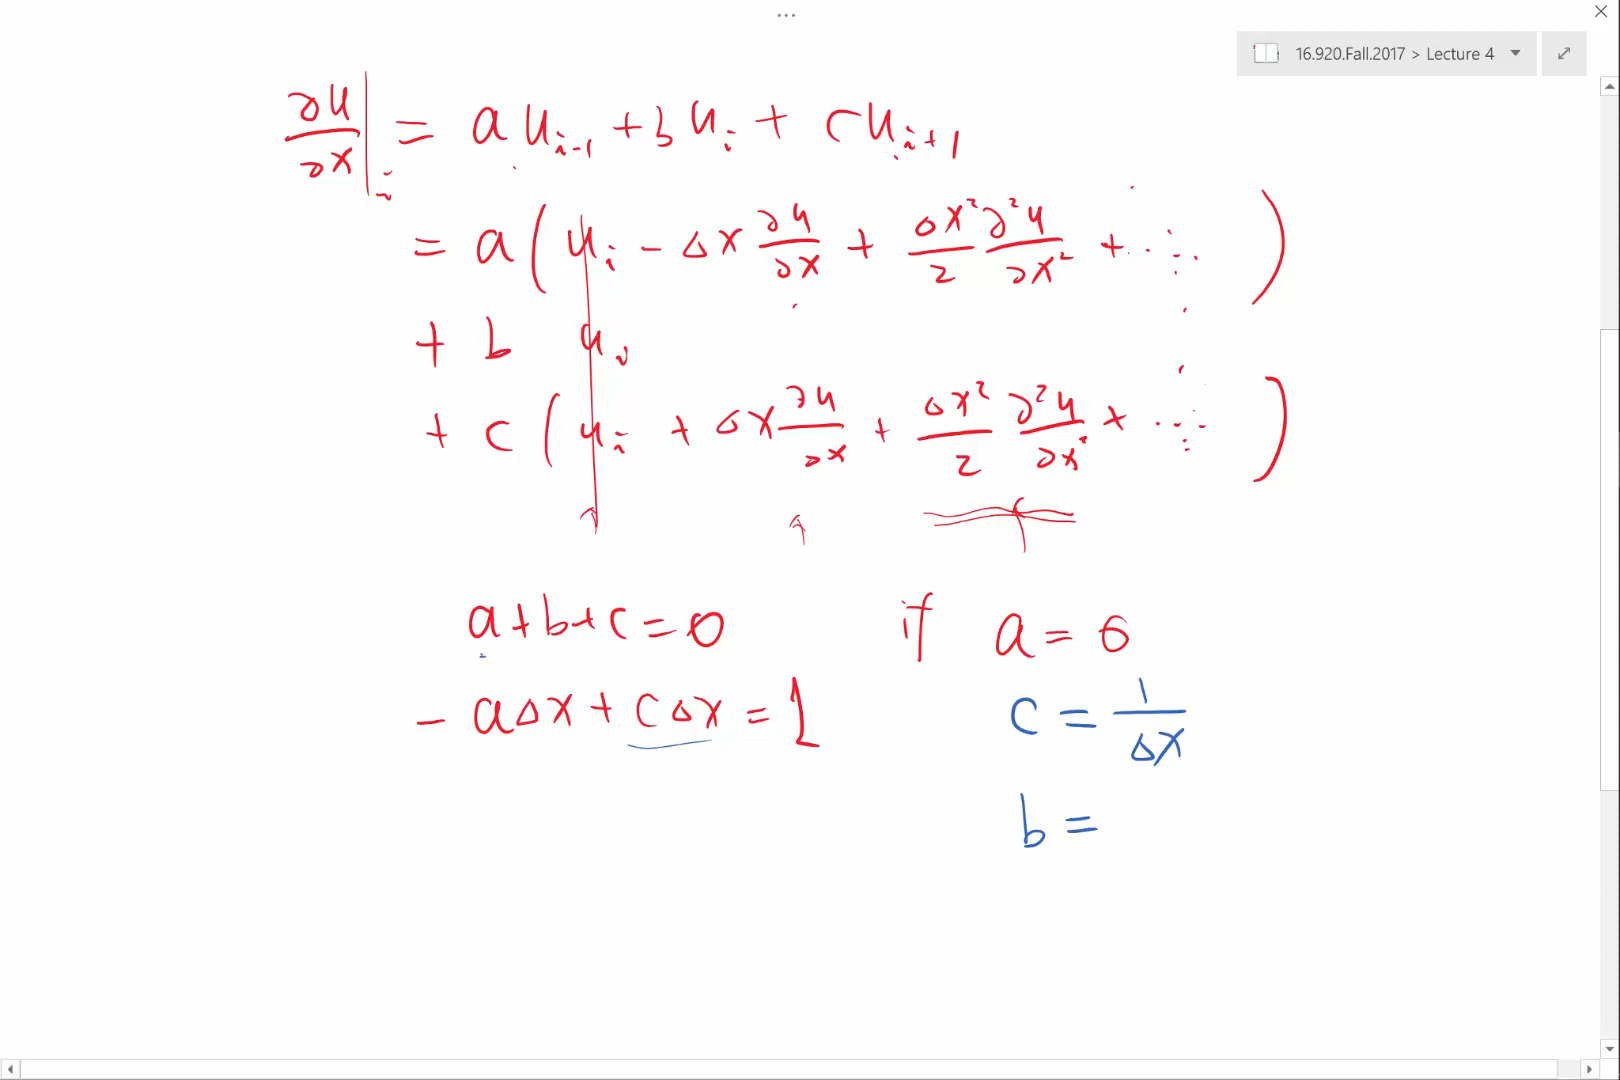 ...
16.920.Fall.2017 > Lecture 4
∂u/∂x|ᵢ = a uᵢ₋₁ + b uᵢ + c uᵢ₊₁
= a ( uᵢ - Δx ∂u/∂x + Δx²/2 ∂²u/∂x² + ... )
+ b uᵢ
+ c ( uᵢ + Δx ∂u/∂x + Δx²/2 ∂²u/∂x² + ... )
a+b+c=0 if a = 0
- aΔx + cΔx = 1 c = 1/Δx
b =